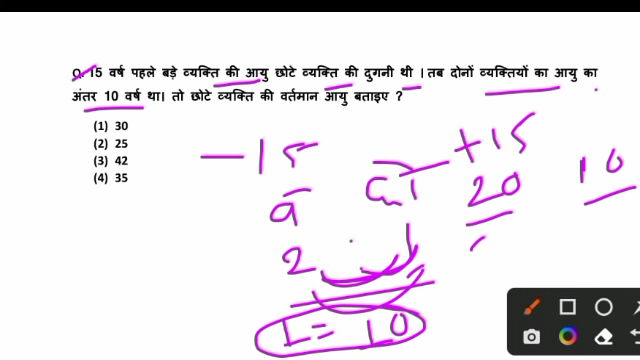 Q. 15 वर्ष पहले बड़े व्यक्ति की आयु छोटे व्यक्ति की दुगनी थी । तब दोनों व्यक्तियों का आयु का
अंतर 10 वर्ष था। तो छोटे व्यक्ति की वर्तमान आयु बताइए ?
(1) 30
(2) 25
(3) 42
(4) 35
-15 +15
20 10
2 1
1 = 10